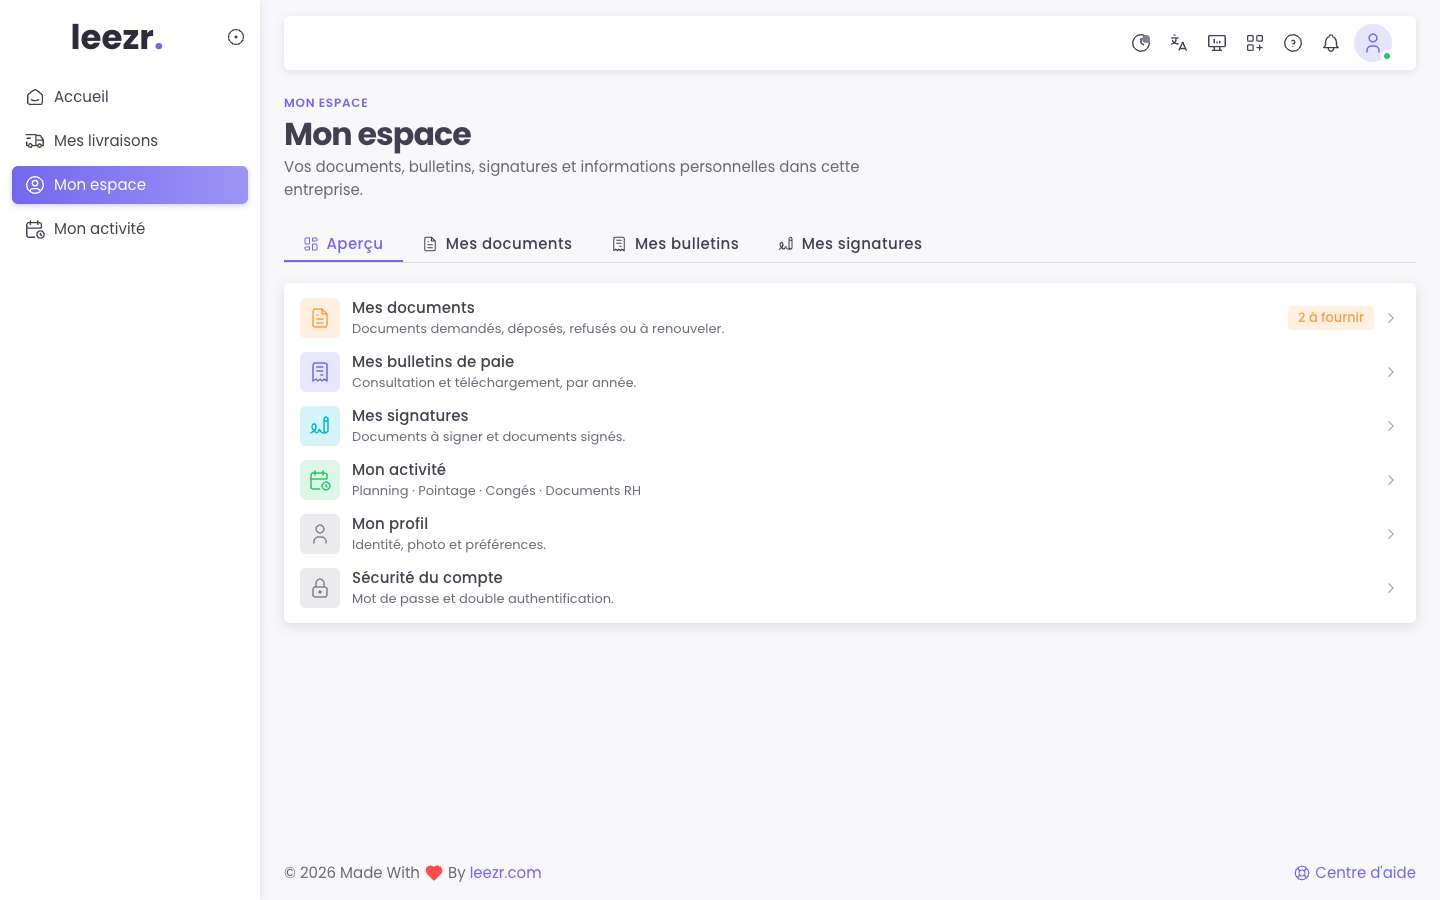 leezr.
Accueil
Mes livraisons
Mon espace
Mon activité
MON ESPACE
Mon espace
Vos documents, bulletins, signatures et informations personnelles dans cette
entreprise.
Aperçu
Mes documents
Mes bulletins
Mes signatures
Mes documents
Documents demandés, déposés, refusés ou à renouveler.
2 à fournir
Mes bulletins de paie
Consultation et téléchargement, par année.
Mes signatures
Documents à signer et documents signés.
Mon activité
Planning · Pointage · Congés · Documents RH
Mon profil
Identité, photo et préférences.
Sécurité du compte
Mot de passe et double authentification.
© 2026 Made With By leezr.com
Centre d'aide